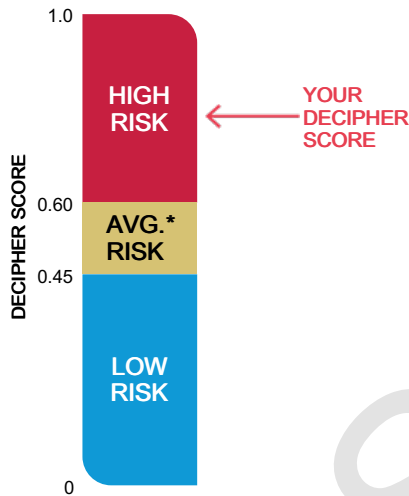 1.0
HIGH
RISK
YOUR
DECIPHER
SCORE
0.60
AVG.*
RISK
DECIPHER SCORE
0.45
LOW
RISK
0